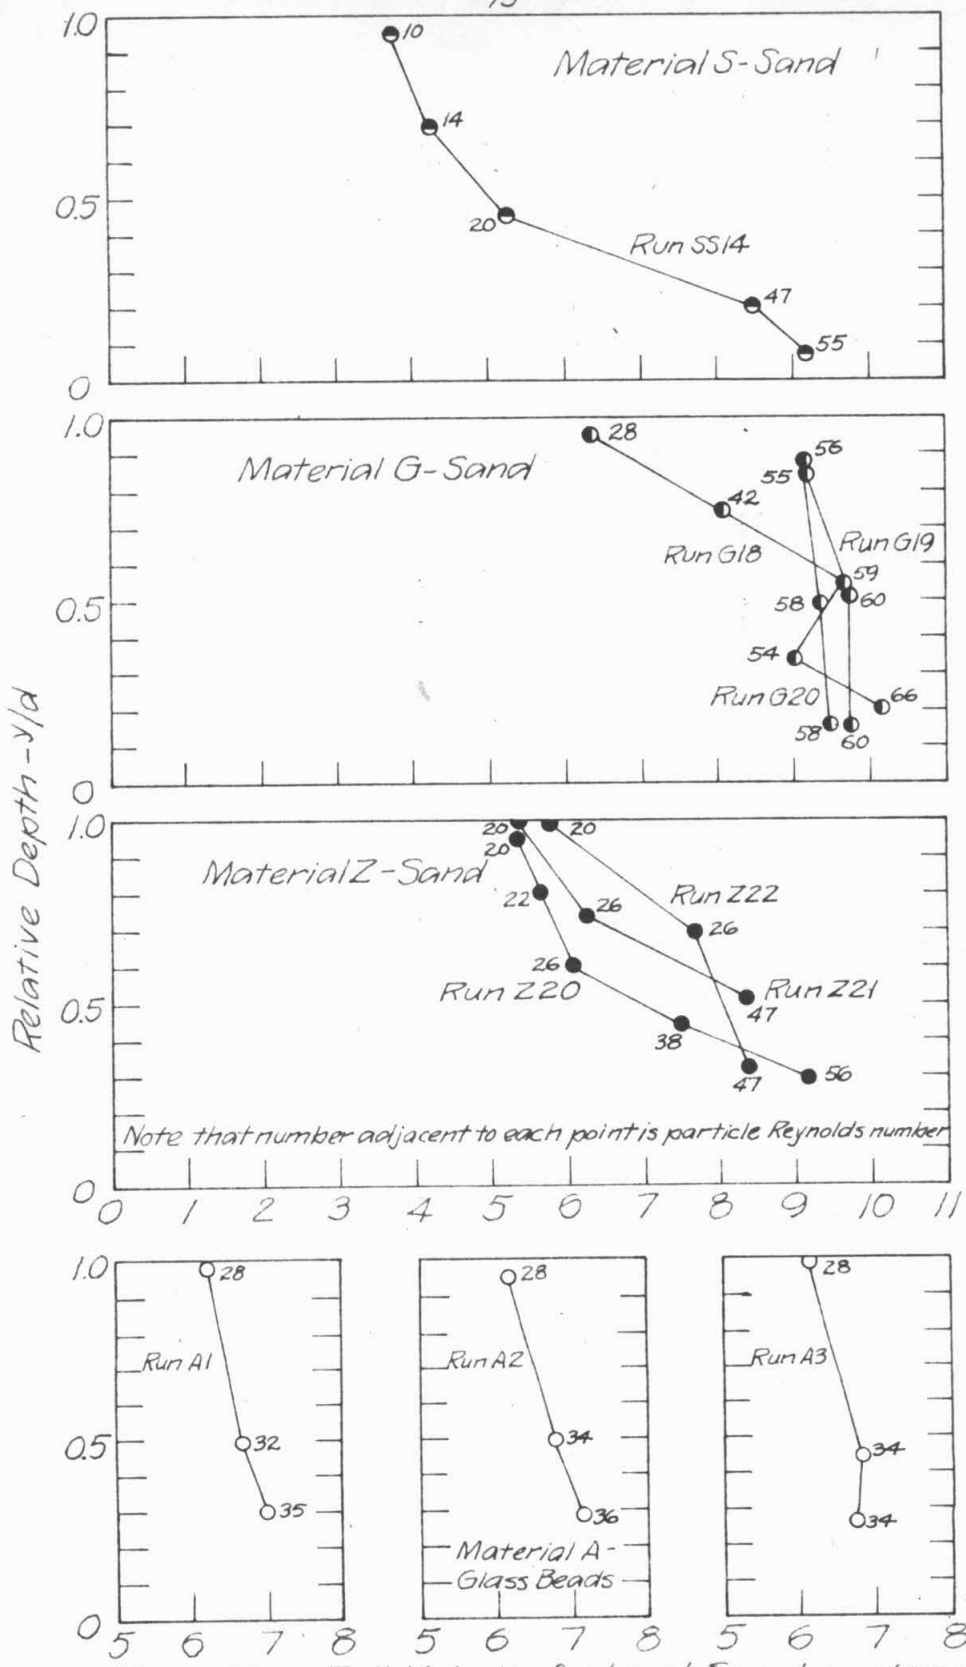 1.0
10
Material S-Sand
14
0.5
20
Run SS14
47
55
0
1.0
28
56
Material G-Sand
55
42
Run G18
Run G19
59
0.5
58
60
54
Run G20
66
58
60
0
Relative Depth - y/d
1.0
20
20
20
Material Z-Sand
22
26
Run Z22
26
26
Run Z20
Run Z21
0.5
47
38
47
56
Note that number adjacent to each point is particle Reynolds number
0
0 1 2 3 4 5 6 7 8 9 10 11
1.0
28
28
28
Run A1
Run A2
Run A3
0.5
32
34
34
35
36
34
Material A-
Glass Beads
0
5 6 7 8 5 6 7 8 5 6 7 8